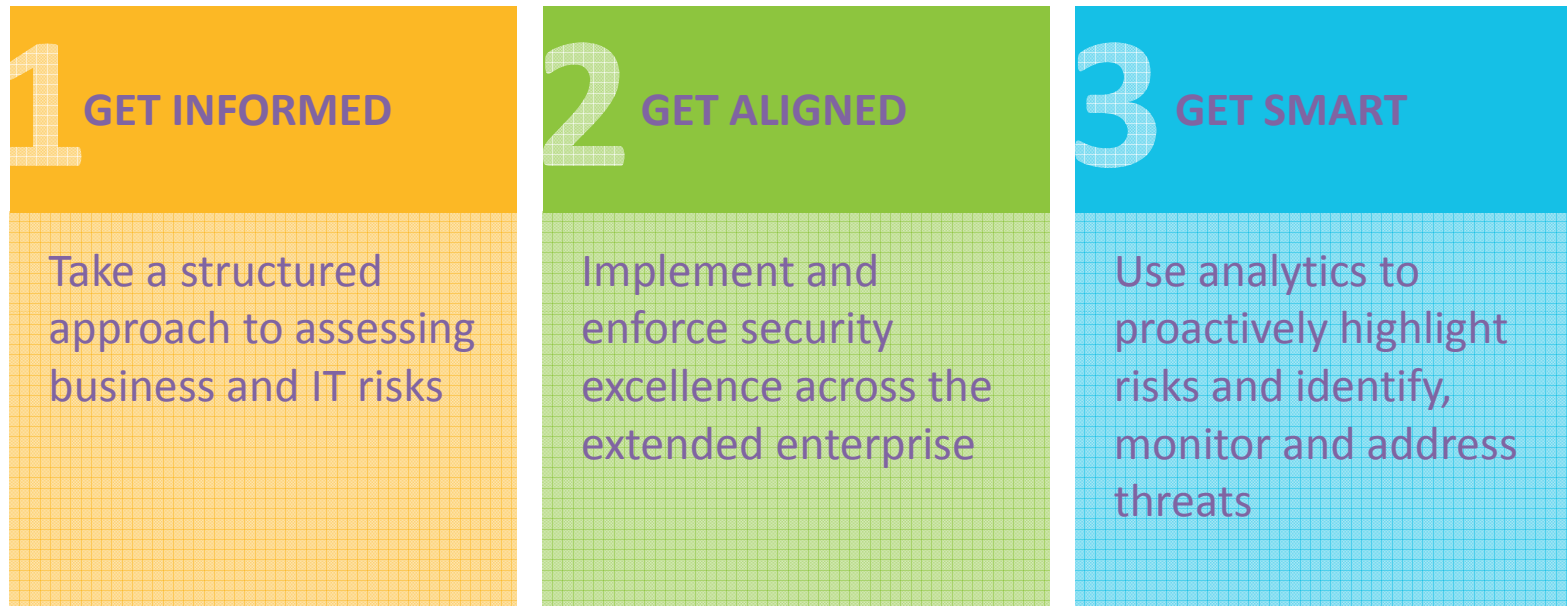 1
GET INFORMED
Take a structured
approach to assessing
business and IT risks
2
GET ALIGNED
Implement and
enforce security
excellence across the
extended enterprise
3
GET SMART
Use analytics to
proactively highlight
risks and identify,
monitor and address
threats